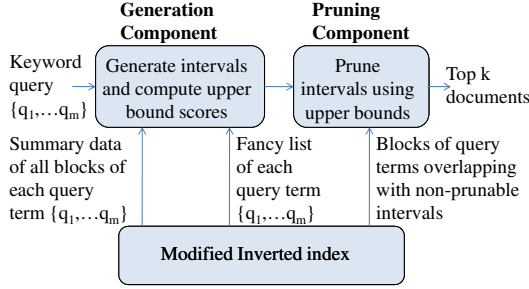 Generation
Component
Pruning
Component
Keyword
query
{q1,…qm}
Generate intervals
and compute upper
bound scores
Prune
intervals using
upper bounds
Top k
documents
Summary data
of all blocks of
each query
term {q1,…qm}
Fancy list
of each
query term
{q1,…qm}
Blocks of query
terms overlapping
with non-prunable
intervals
Modified Inverted index